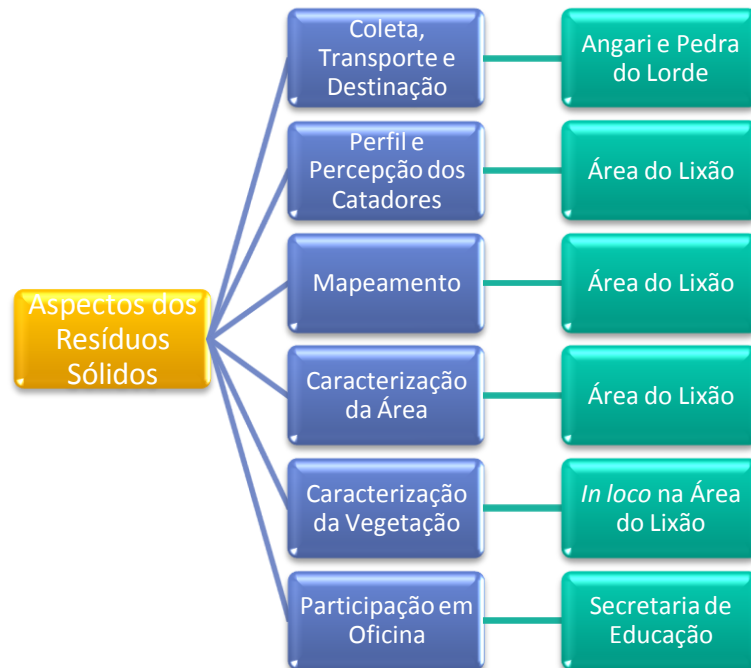 Coleta,
Transporte e
Destinação
Angari e Pedra
do Lorde
Perfil e
Percepção dos
Catadores
Área do Lixão
Aspectos dos
Resíduos
Sólidos
Mapeamento
Área do Lixão
Caracterização
da Área
Área do Lixão
Caracterização
da Vegetação
In loco na Área
do Lixão
Participação em
Oficina
Secretaria de
Educação